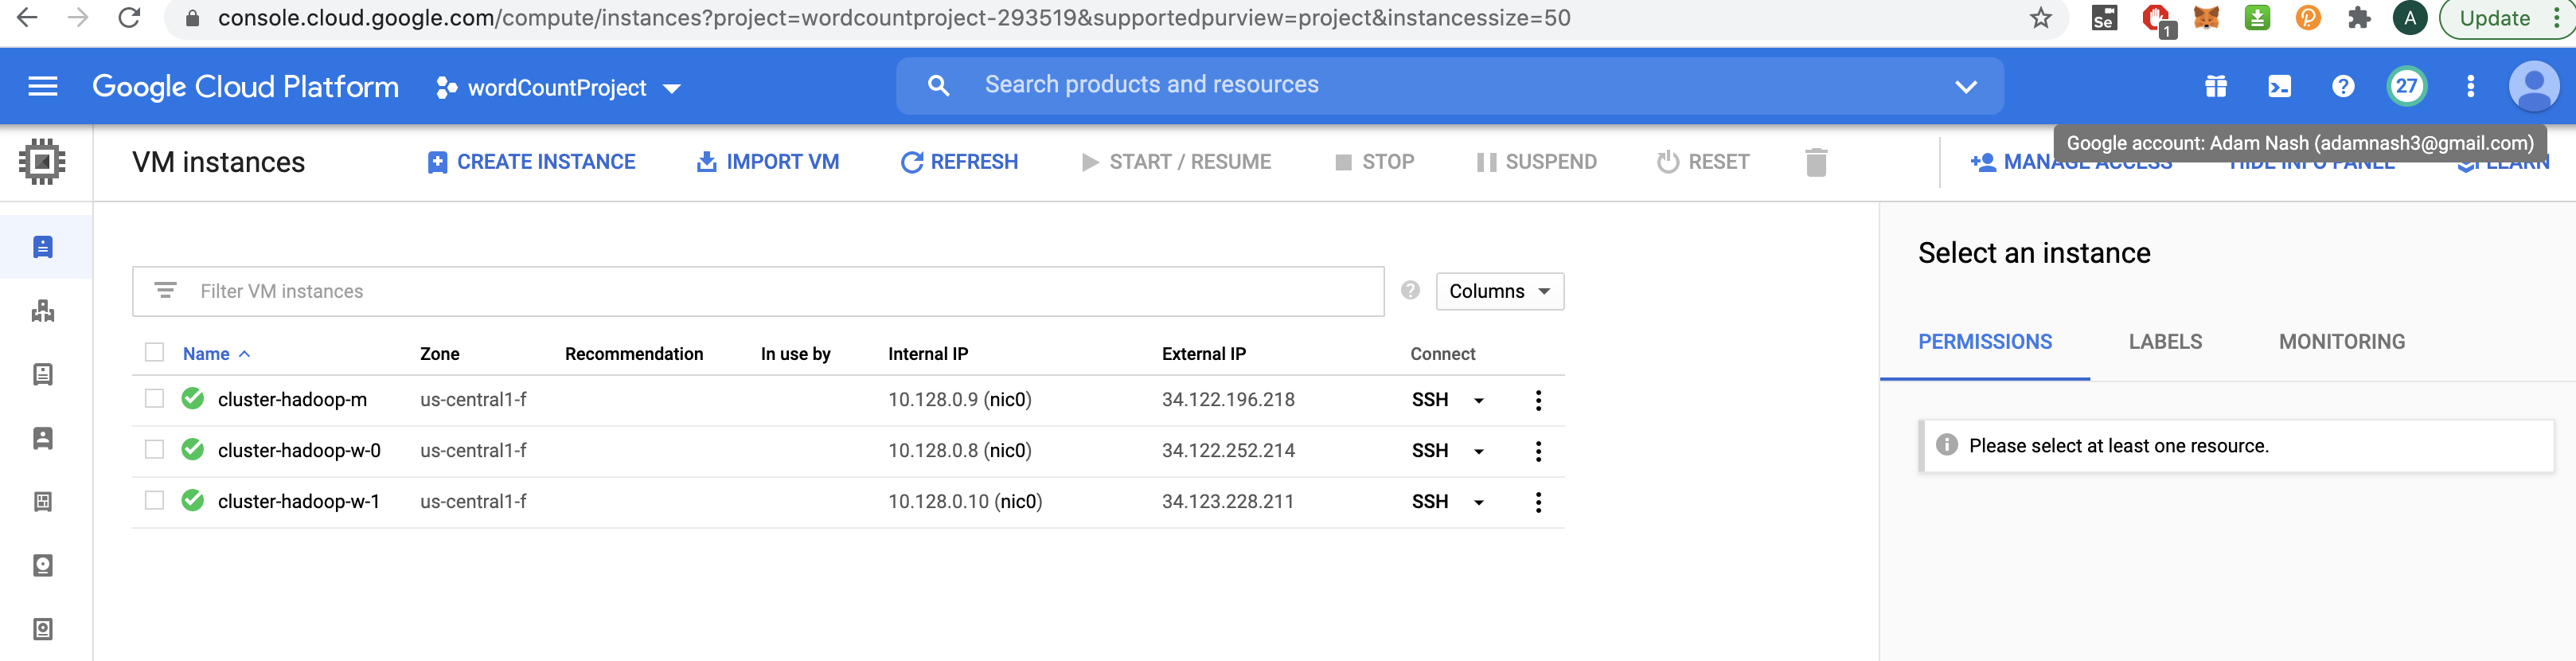 console.cloud.google.com/compute/instances?project=wordcountproject-293519&supportedpurview=project&instancessize=50
Se
1
A
Update
Google Cloud Platform
wordCountProject
Search products and resources
27
Google account: Adam Nash (adamnash3@gmail.com)
VM instances
CREATE INSTANCE
IMPORT VM
REFRESH
START / RESUME
STOP
SUSPEND
RESET
MANAGE ACCESS
HIDE INFO PANEL
LEARN
Filter VM instances
Columns
Name Zone Recommendation In use by Internal IP External IP Connect
cluster-hadoop-m us-central1-f 10.128.0.9 (nic0) 34.122.196.218 SSH
cluster-hadoop-w-0 us-central1-f 10.128.0.8 (nic0) 34.122.252.214 SSH
cluster-hadoop-w-1 us-central1-f 10.128.0.10 (nic0) 34.123.228.211 SSH
Select an instance
PERMISSIONS LABELS MONITORING
Please select at least one resource.